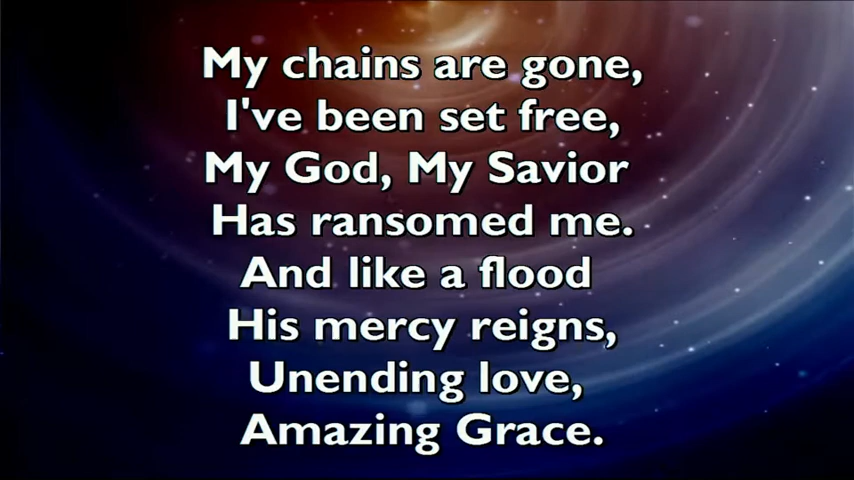 My chains are gone,
I've been set free,
My God, My Savior
Has ransomed me.
And like a flood
His mercy reigns,
Unending love,
Amazing Grace.